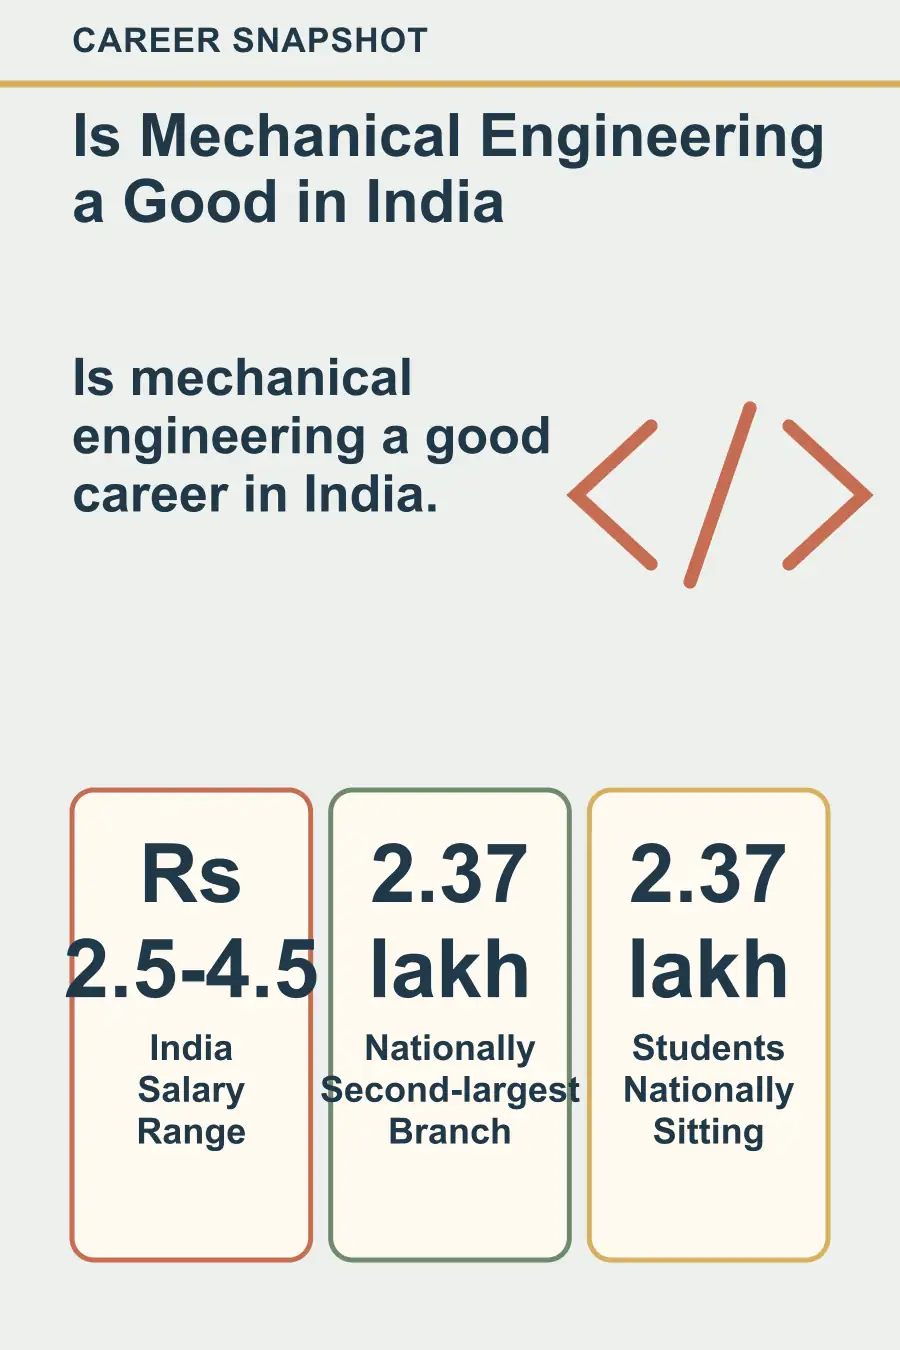 CAREER SNAPSHOT
Is Mechanical Engineering
a Good in India
Is mechanical
engineering a good
career in India.
Rs
2.5-4.5
India
Salary
Range
2.37
lakh
Nationally
Second-largest
Branch
2.37
lakh
Students
Nationally
Sitting